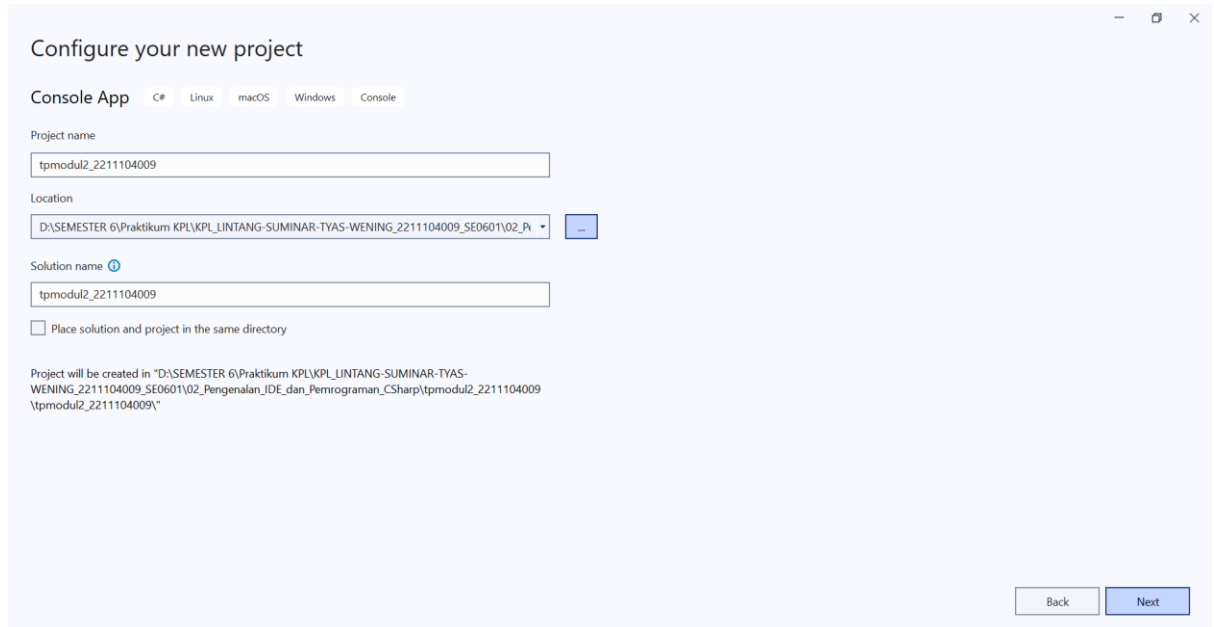 Configure your new project
Console App C# Linux macOS Windows Console
Project name
tpmodul2_2211104009
Location
D:\SEMESTER 6\Praktikum KPL\KPL_LINTANG-SUMINAR-TYAS-WENING_2211104009_SE0601\02_P
...
Solution name
tpmodul2_2211104009
Place solution and project in the same directory
Project will be created in "D:\SEMESTER 6\Praktikum KPL\KPL_LINTANG-SUMINAR-TYAS-
WENING_2211104009_SE0601\02_Pengenalan_IDE_dan_Pemrograman_CSharp\tpmodul2_2211104009
\tpmodul2_2211104009\"
Back Next